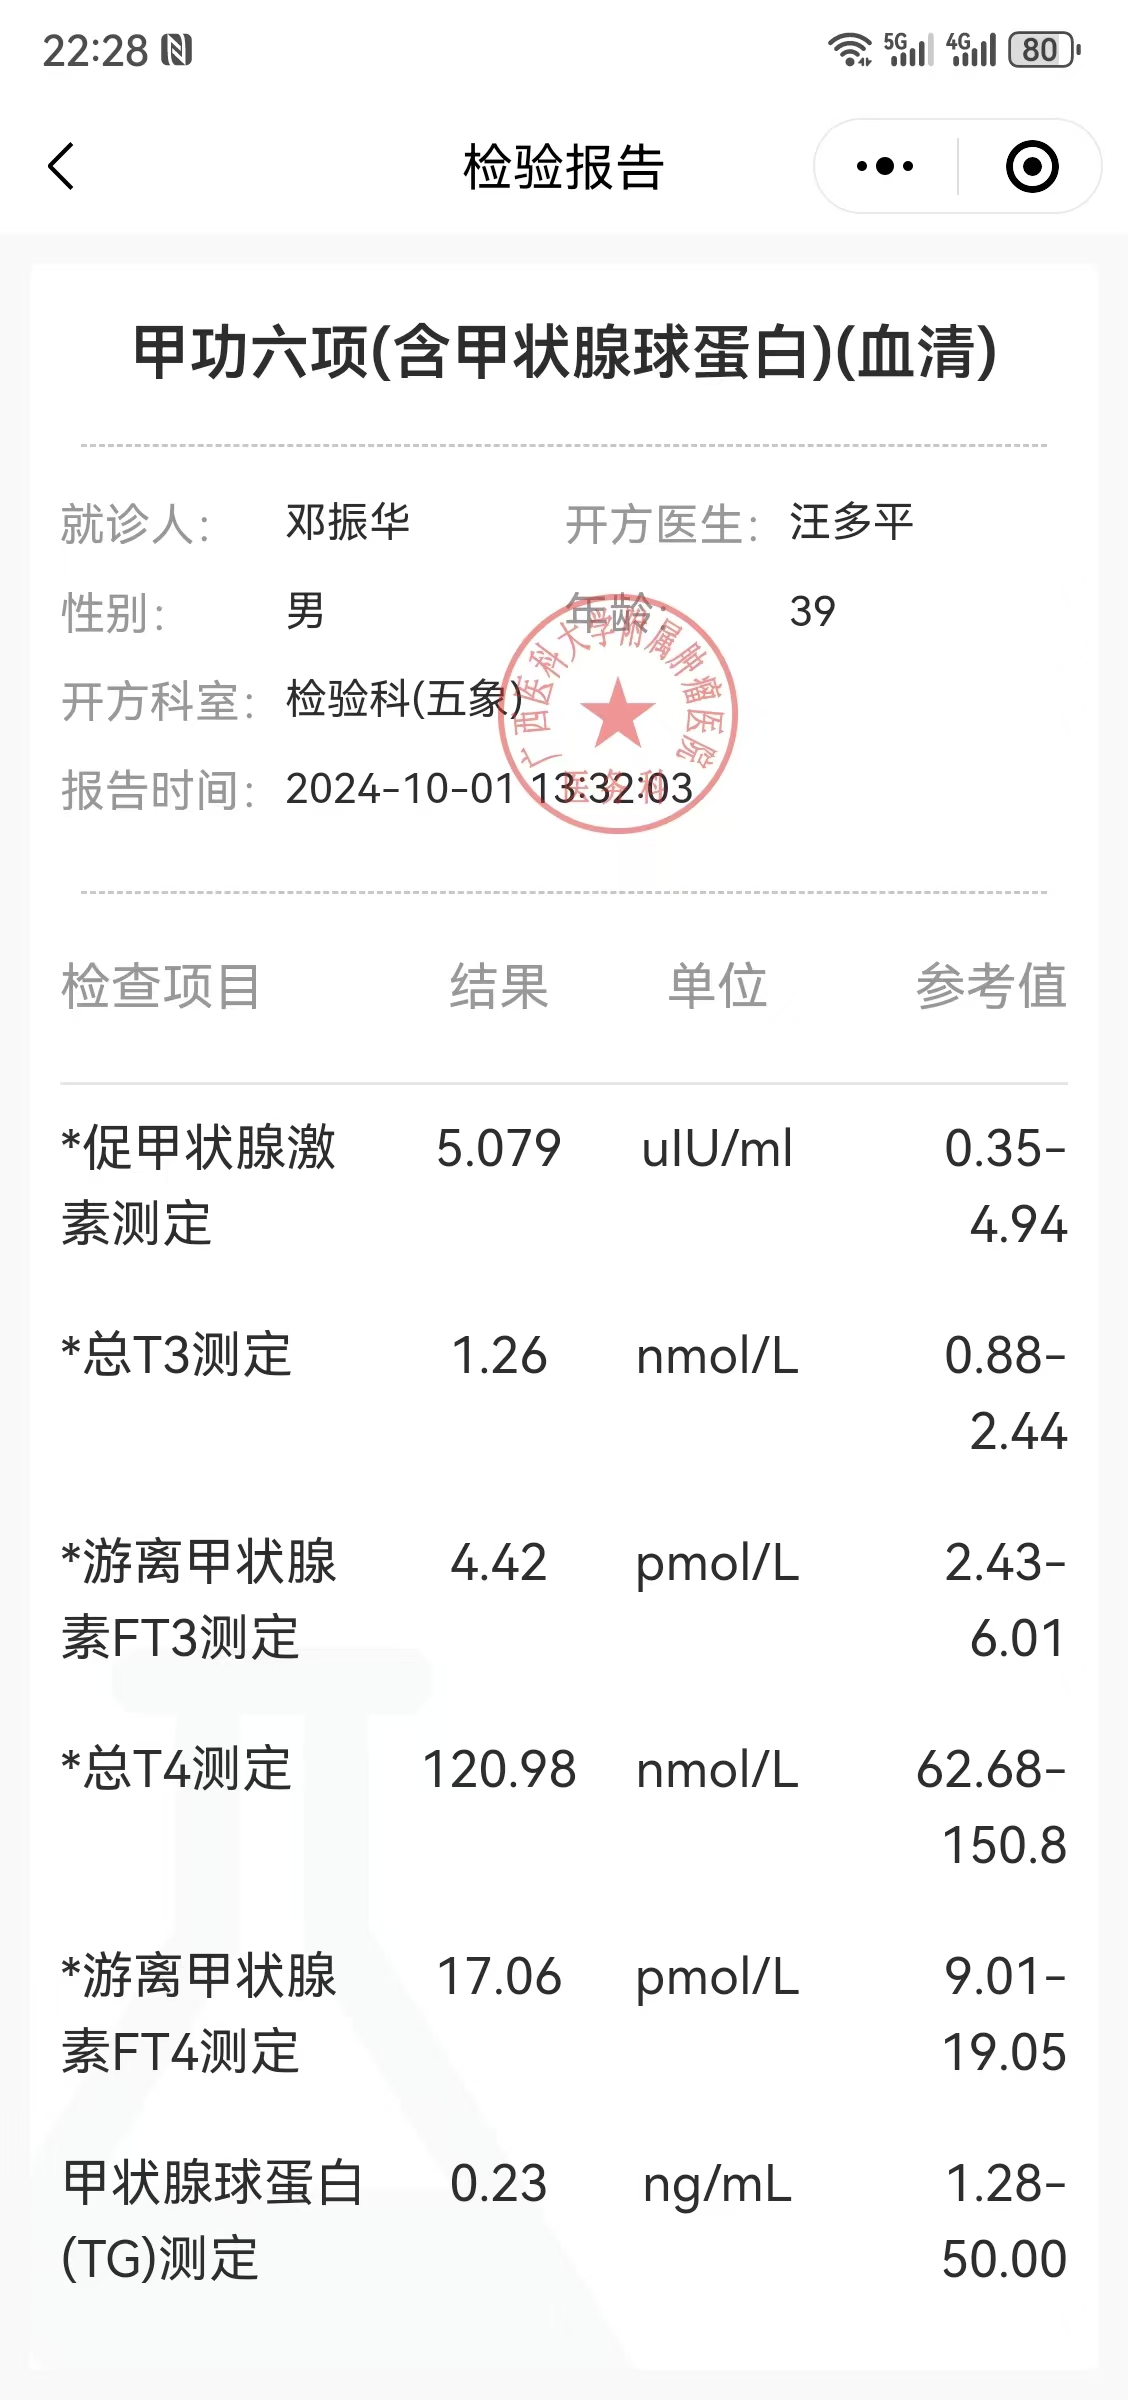 22:28
5G 4G 80
检验报告
甲功六项(含甲状腺球蛋白)(血清)
就诊人: 邓振华 开方医生: 汪多平
性别: 男 年龄: 39
开方科室: 检验科(五象)
报告时间: 2024-10-01 13:32:03
广西医科大学附属肿瘤医院
医务科
检查项目 结果 单位 参考值
*促甲状腺激 5.079 uIU/ml 0.35-
素测定 4.94
*总T3测定 1.26 nmol/L 0.88-
2.44
*游离甲状腺 4.42 pmol/L 2.43-
素FT3测定 6.01
*总T4测定 120.98 nmol/L 62.68-
150.8
*游离甲状腺 17.06 pmol/L 9.01-
素FT4测定 19.05
甲状腺球蛋白 0.23 ng/mL 1.28-
(TG)测定 50.00